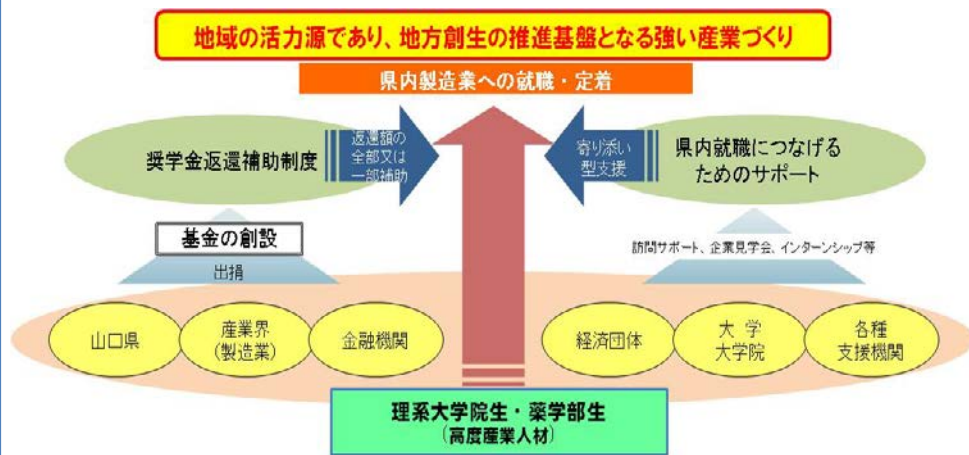 地域の活力源であり、地方創生の推進基盤となる強い産業づくり
県内製造業への就職・定着
奨学金返還補助制度
返還額の
全部又は
一部補助
寄り添い
型支援
県内就職につなげる
ためのサポート
基金の創設
出捐
訪問サポート、企業見学会、インターンシップ等
山口県
産業界
(製造業)
金融機関
経済団体
大 学
大学院
各種
支援機関
理系大学院生・薬学部生
(高度産業人材)